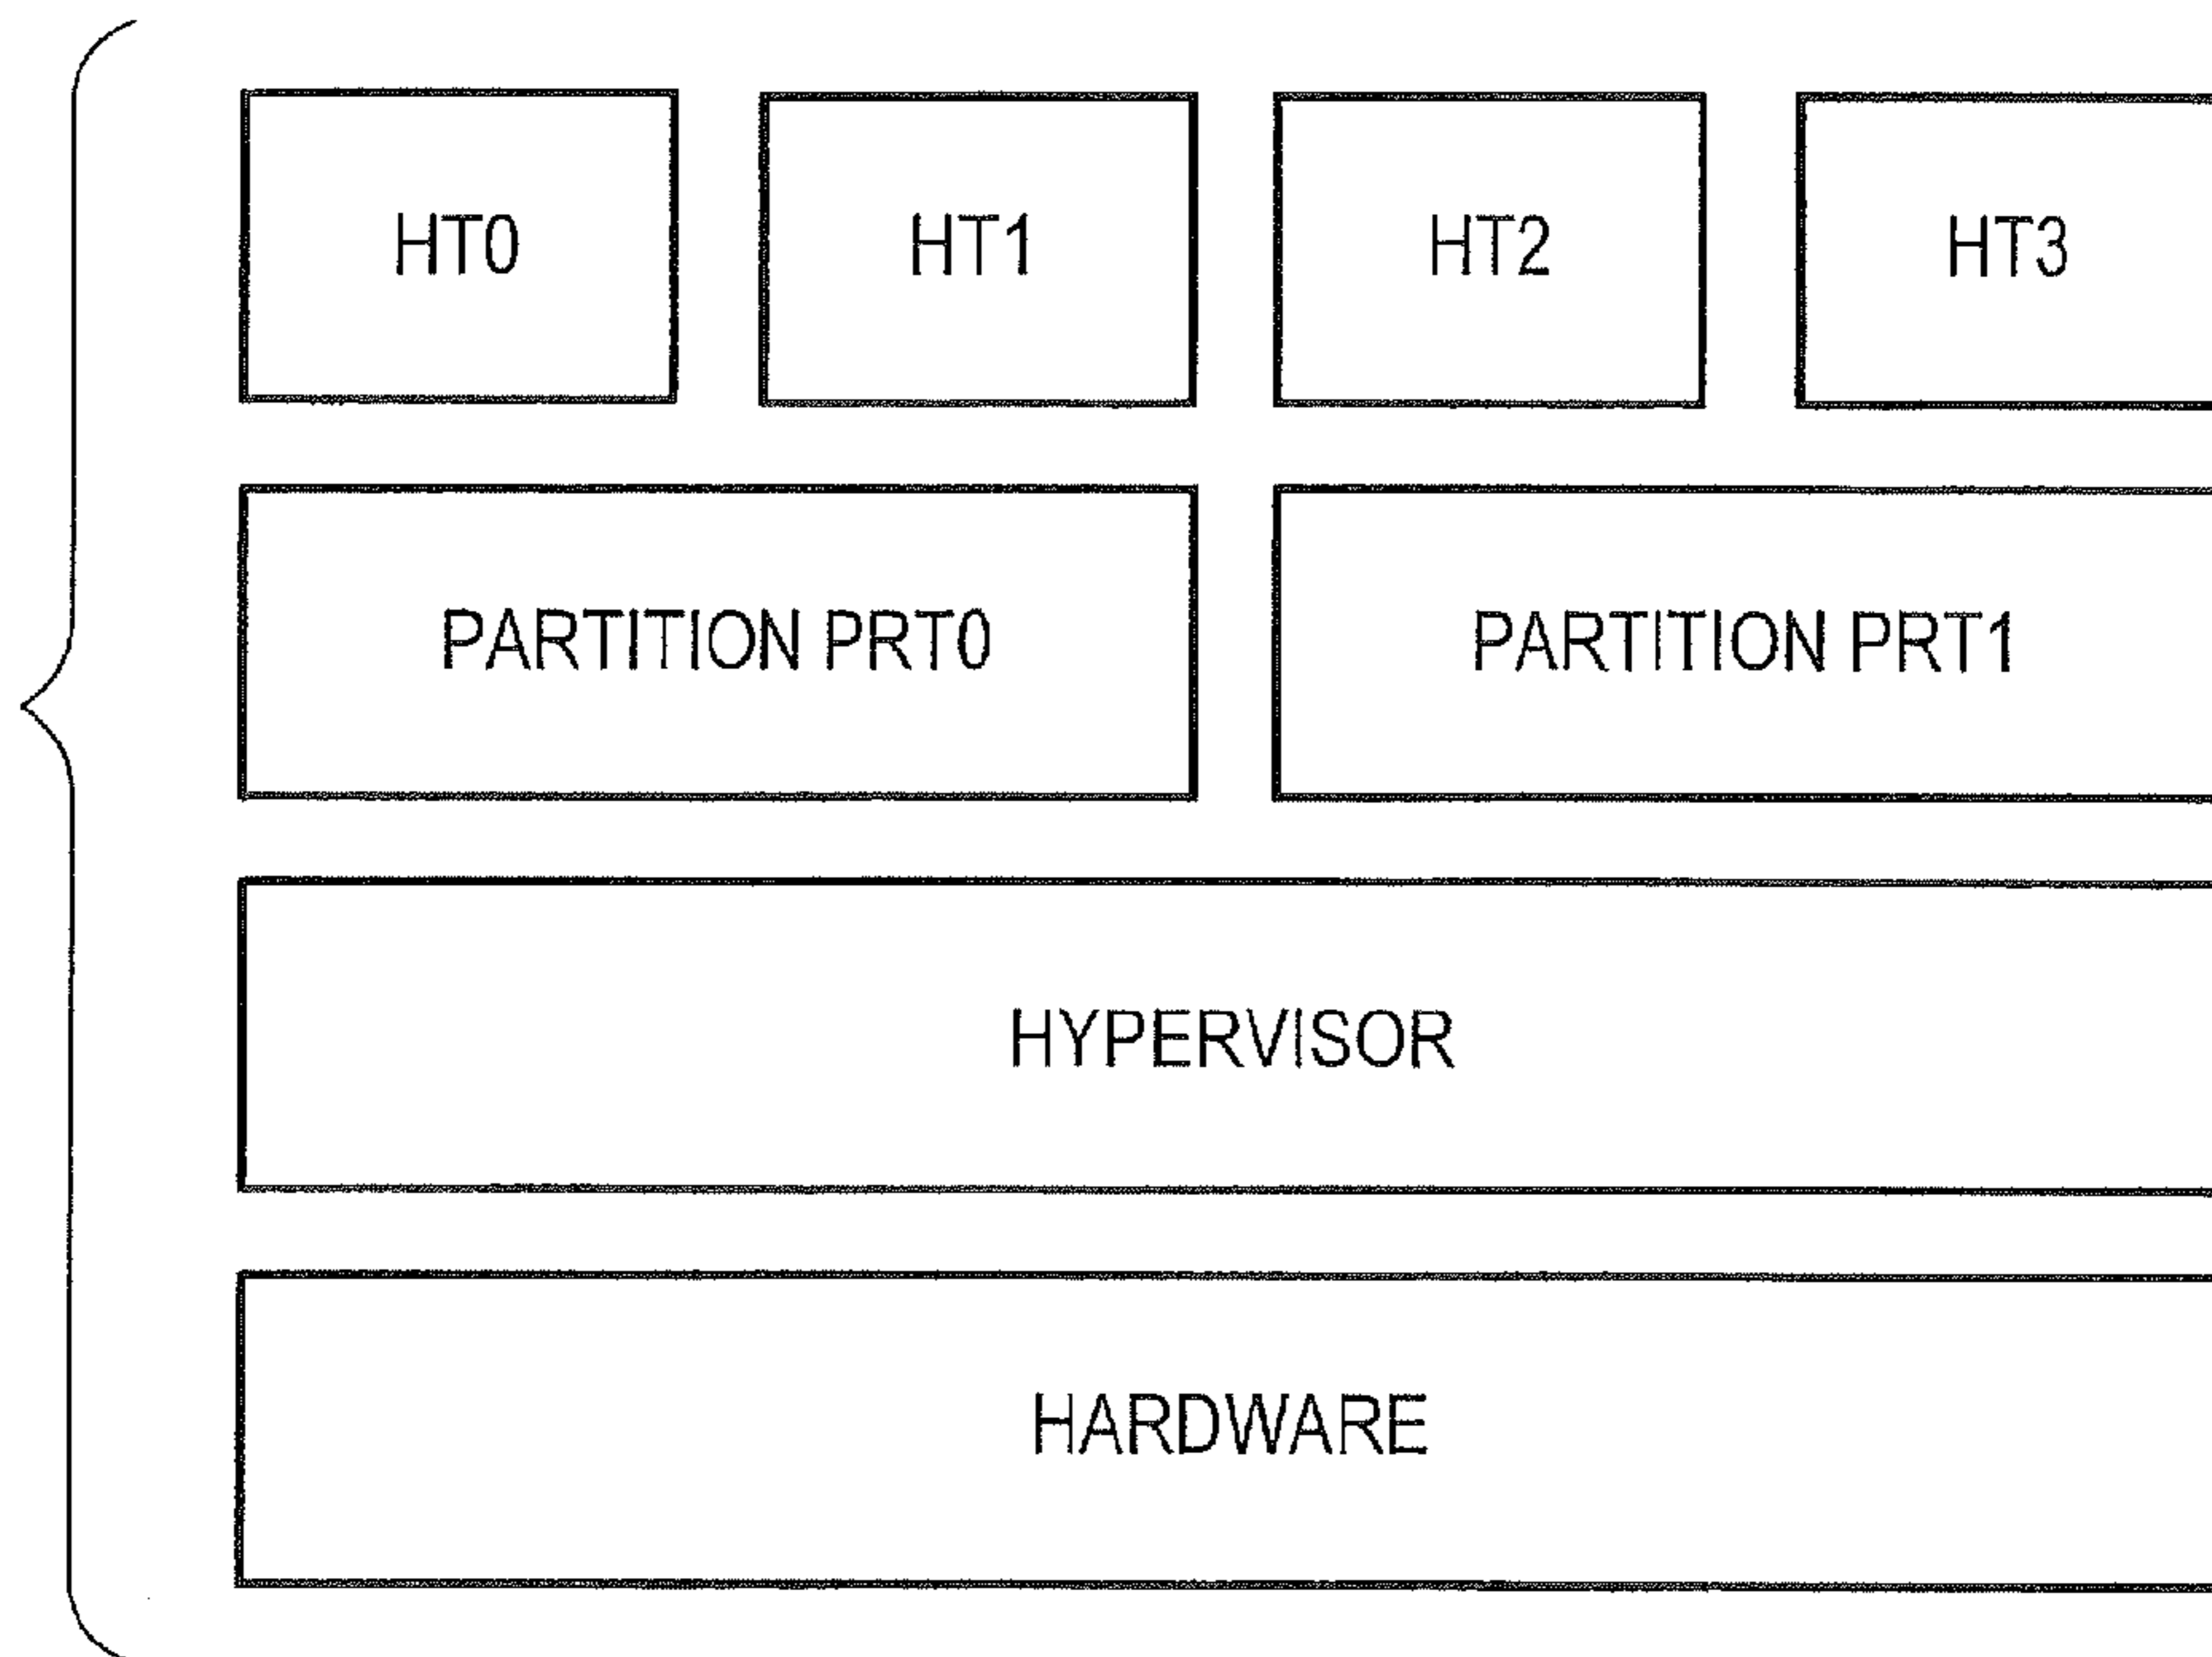 HT0 HT1 HT2 HT3
PARTITION PRT0 PARTITION PRT1
HYPERVISOR
HARDWARE